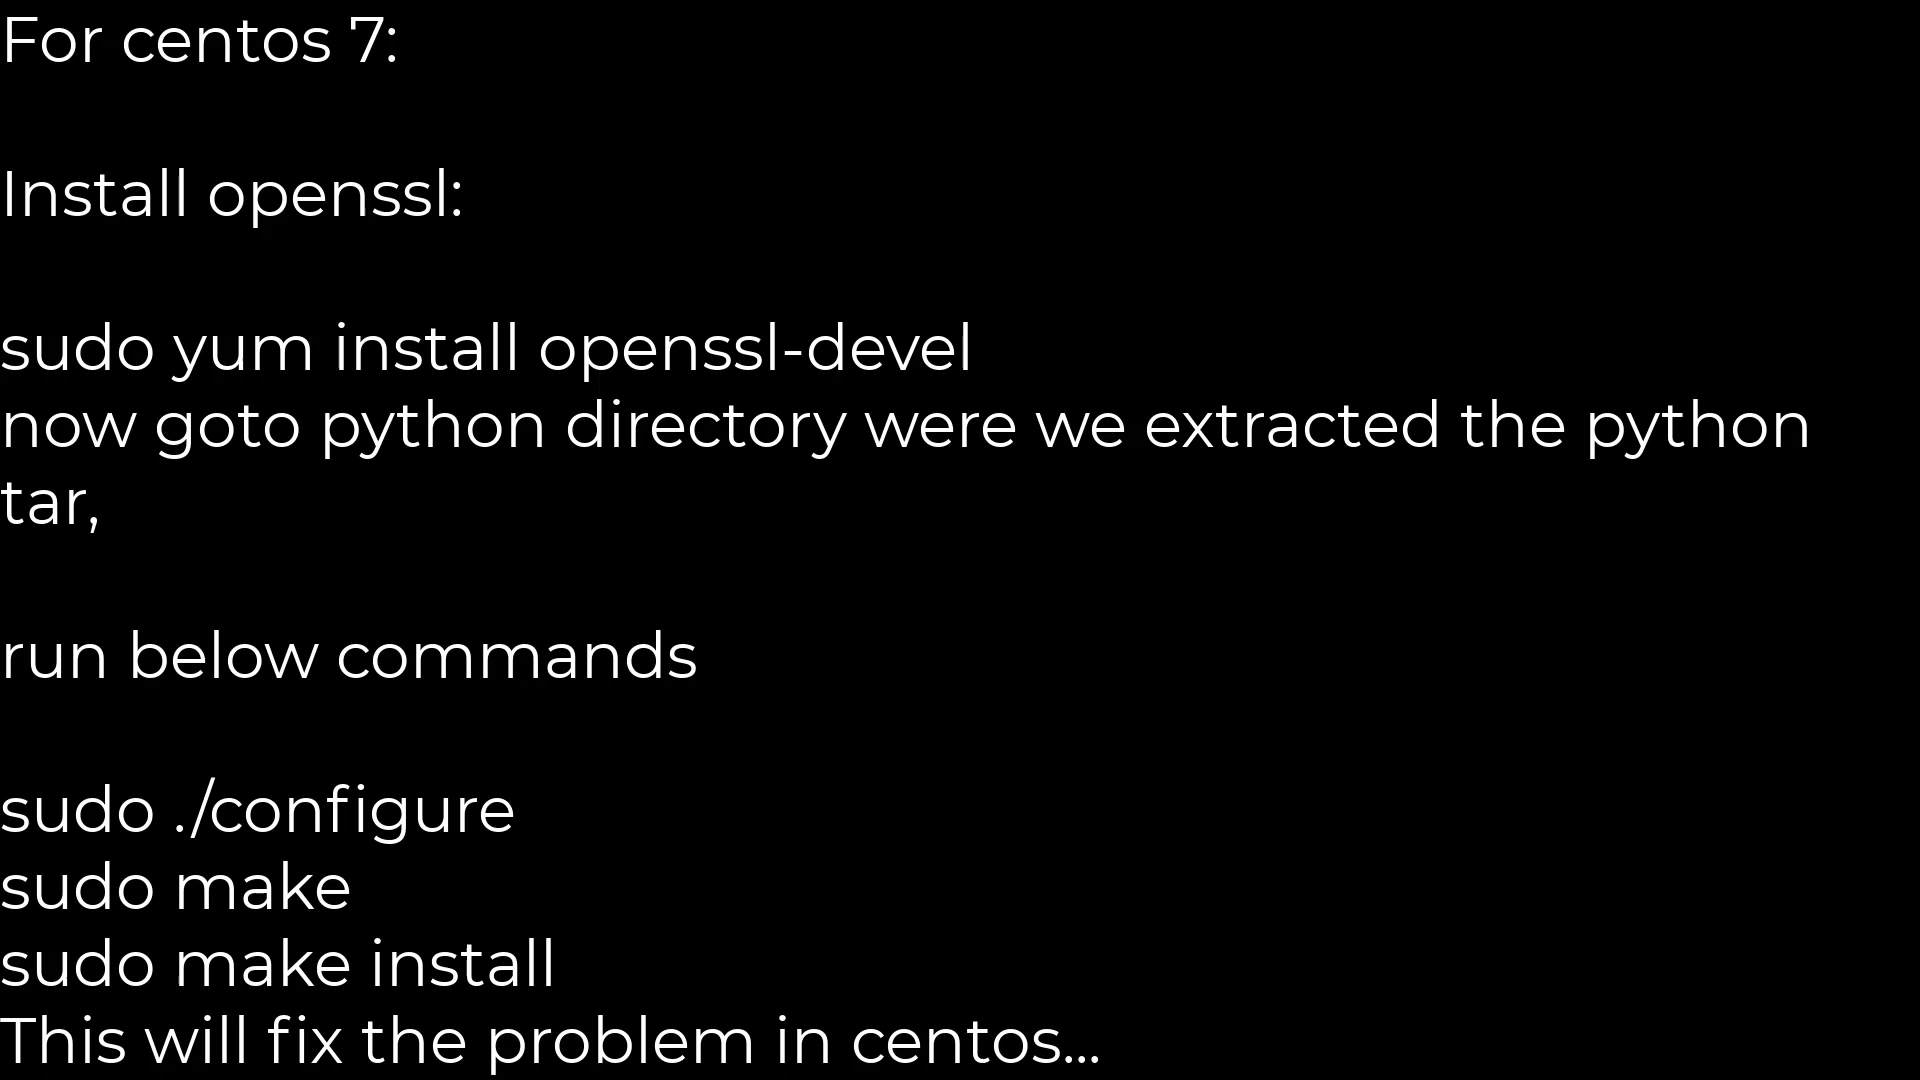 For centos 7:
Install openssl:
sudo yum install openssl-devel
now goto python directory were we extracted the python
tar,
run below commands
sudo ./configure
sudo make
sudo make install
This will fix the problem in centos...